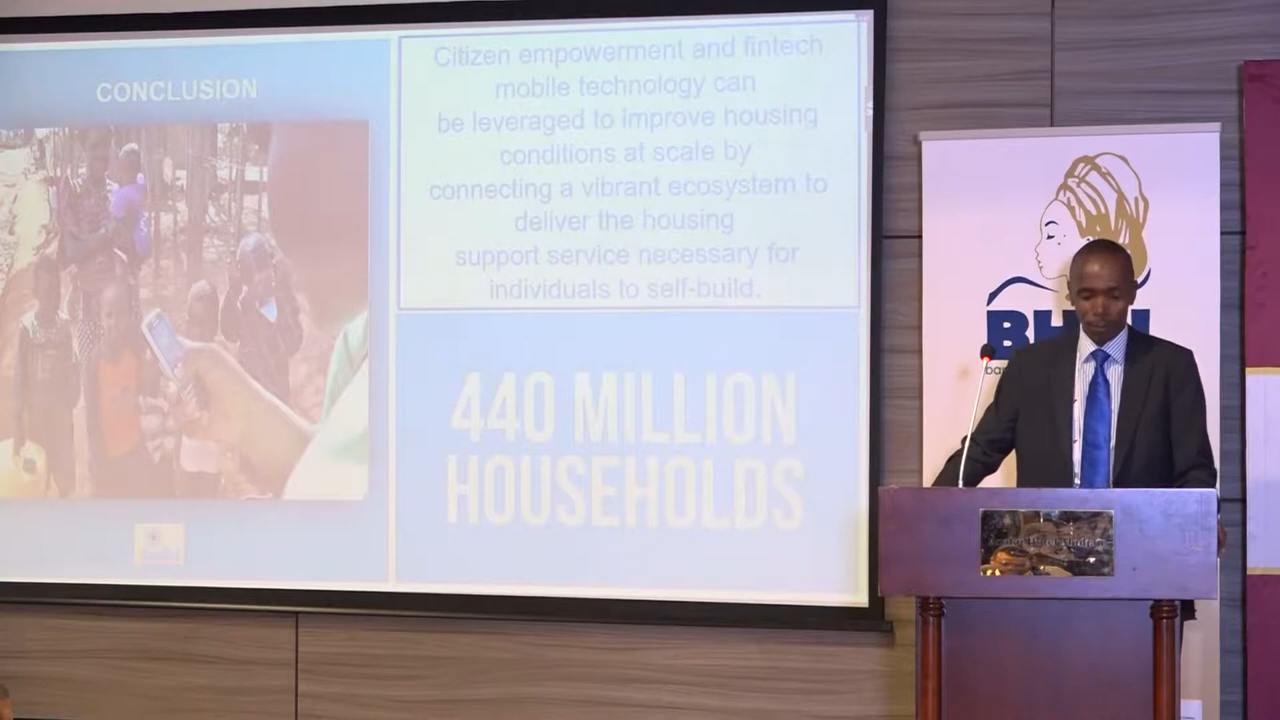 CONCLUSION
Citizen empowerment and fintech
mobile technology can
be leveraged to improve housing
conditions at scale by
connecting a vibrant ecosystem to
deliver the housing
support service necessary for
individuals to self-build.
440 MILLION
HOUSEHOLDS